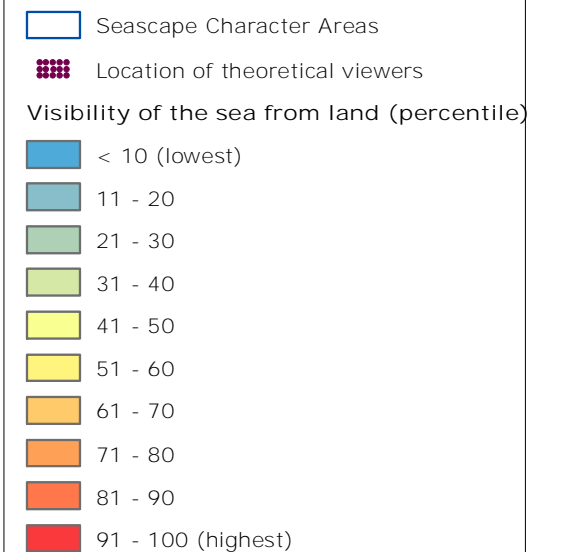 Seascape Character Areas
Location of theoretical viewers
Visibility of the sea from land (percentile)
< 10 (lowest)
11 - 20
21 - 30
31 - 40
41 - 50
51 - 60
61 - 70
71 - 80
81 - 90
91 - 100 (highest)